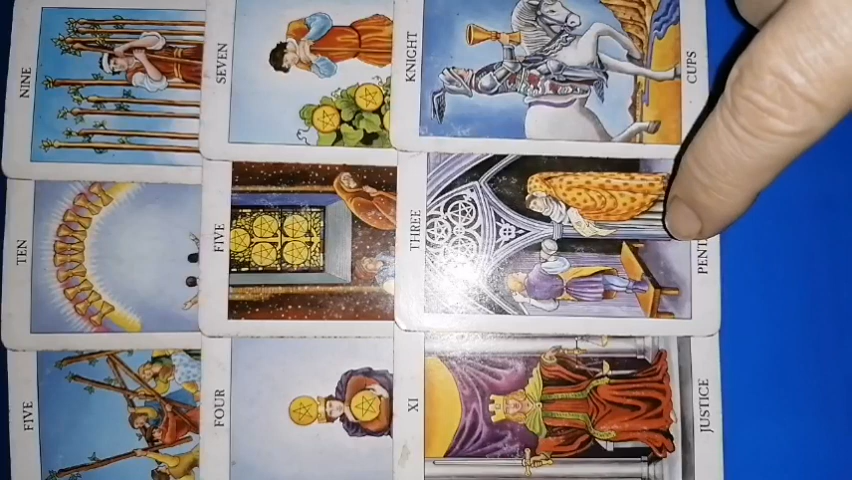 NINE
SEVEN
KNIGHT
CUPS
TEN
FIVE
THREE
PENT
FIVE
FOUR
XI
JUSTICE